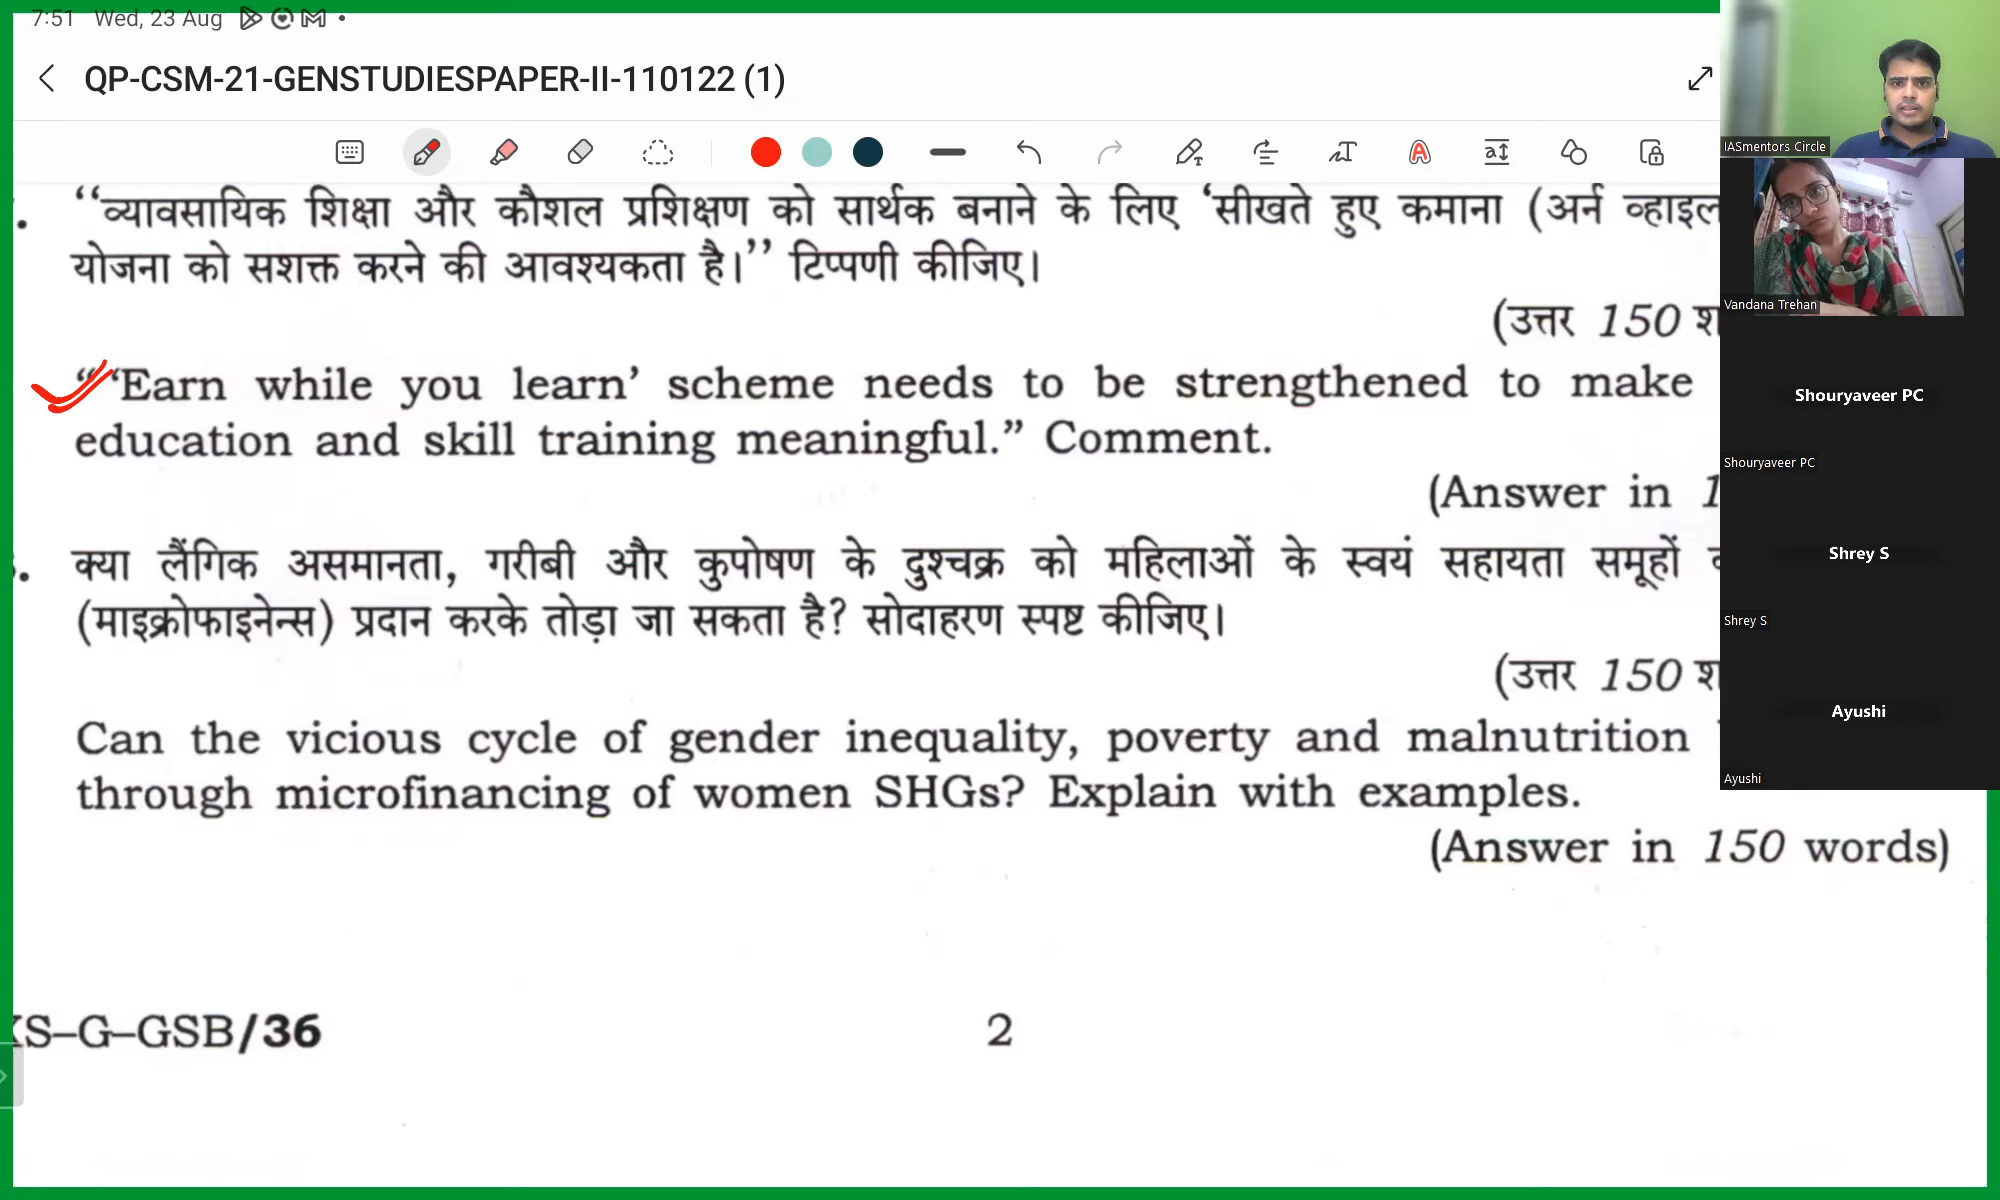 7:51 Wed, 23 Aug
QP-CSM-21-GENSTUDIESPAPER-II-110122 (1)
‘‘व्यावसायिक शिक्षा और कौशल प्रशिक्षण को सार्थक बनाने के लिए ‘सीखते हुए कमाना (अर्न व्हाइल
योजना को सशक्त करने की आवश्यकता है।’’ टिप्पणी कीजिए।
(उत्तर 150
“‘Earn while you learn’ scheme needs to be strengthened to make
education and skill training meaningful.” Comment.
(Answer in
क्या लैंगिक असमानता, गरीबी और कुपोषण के दुश्चक्र को महिलाओं के स्वयं सहायता समूहों
(माइक्रोफाइनेन्स) प्रदान करके तोड़ा जा सकता है? सोदाहरण स्पष्ट कीजिए।
(उत्तर 150
Can the vicious cycle of gender inequality, poverty and malnutrition
through microfinancing of women SHGs? Explain with examples.
(Answer in 150 words)
S–G–GSB/36
2
IASmentors Circle
Vandana Trehan
Shouryaveer PC
Shouryaveer PC
Shrey S
Shrey S
Ayushi
Ayushi